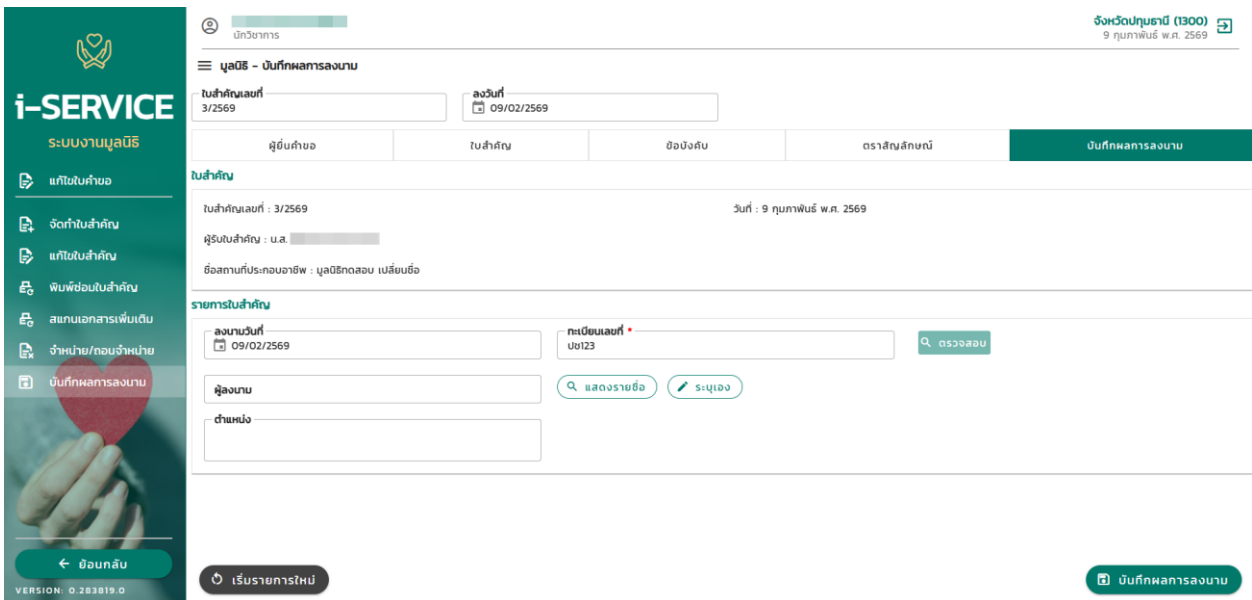 จังหวัดปทุมธานี (1300)
นักวิชาการ
9 กุมภาพันธ์ พ.ศ. 2569
มูลนิธิ - บันทึกผลการลงนาม
i-SERVICE
ระบบงานมูลนิธิ
แก้ไขใบคำขอ
จัดทำใบสำคัญ
แก้ไขใบสำคัญ
พิมพ์ซ่อมใบสำคัญ
สแกนเอกสารเพิ่มเติม
จำหน่าย/ถอนจำหน่าย
บันทึกผลการลงนาม
ย้อนกลับ
VERSION: 0.283819.0
ใบสำคัญเลขที่
3/2569
ลงวันที่
09/02/2569
ผู้ยื่นคำขอ
ใบสำคัญ
ข้อบังคับ
ตราสัญลักษณ์
บันทึกผลการลงนาม
ใบสำคัญ
ใบสำคัญเลขที่ : 3/2569
วันที่ : 9 กุมภาพันธ์ พ.ศ. 2569
ผู้รับใบสำคัญ : น.ส.
ชื่อสถานที่ประกอบอาชีพ : มูลนิธิทดสอบ เปลี่ยนชื่อ
รายการใบสำคัญ
ลงนามวันที่
09/02/2569
ทะเบียนเลขที่ *
ปช123
ตรวจสอบ
ผู้ลงนาม
แสดงรายชื่อ
ระบุเอง
ตำแหน่ง
เริ่มรายการใหม่
บันทึกผลการลงนาม